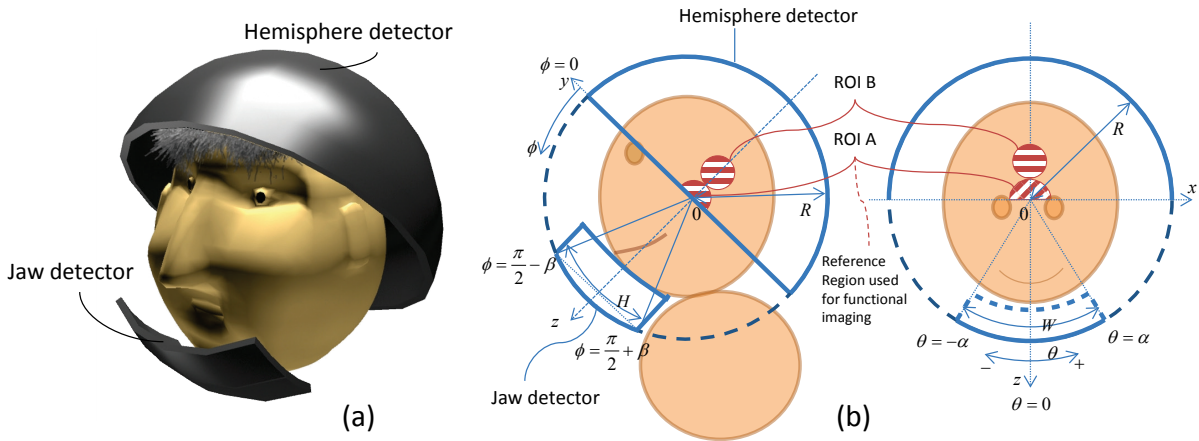 Hemisphere detector
Jaw detector
(a)
Hemisphere detector
ϕ=0
y
ϕ
ROI B
ROI A
R
0
ϕ = π/2 − β
H
z
ϕ = π/2 + β
Jaw detector
Reference
Region used
for functional
imaging
(b)
R
x
0
W
θ = −α
θ = α
− θ +
z
θ = 0